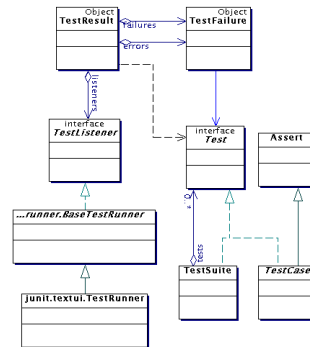 Object
TestResult
Object
TestFailure
failures
errors
listeners
interface
TestListener
interface
Test
Assert
...runner.BaseTestRunner
0..*
tests
TestSuite
TestCase
junit.textui.TestRunner